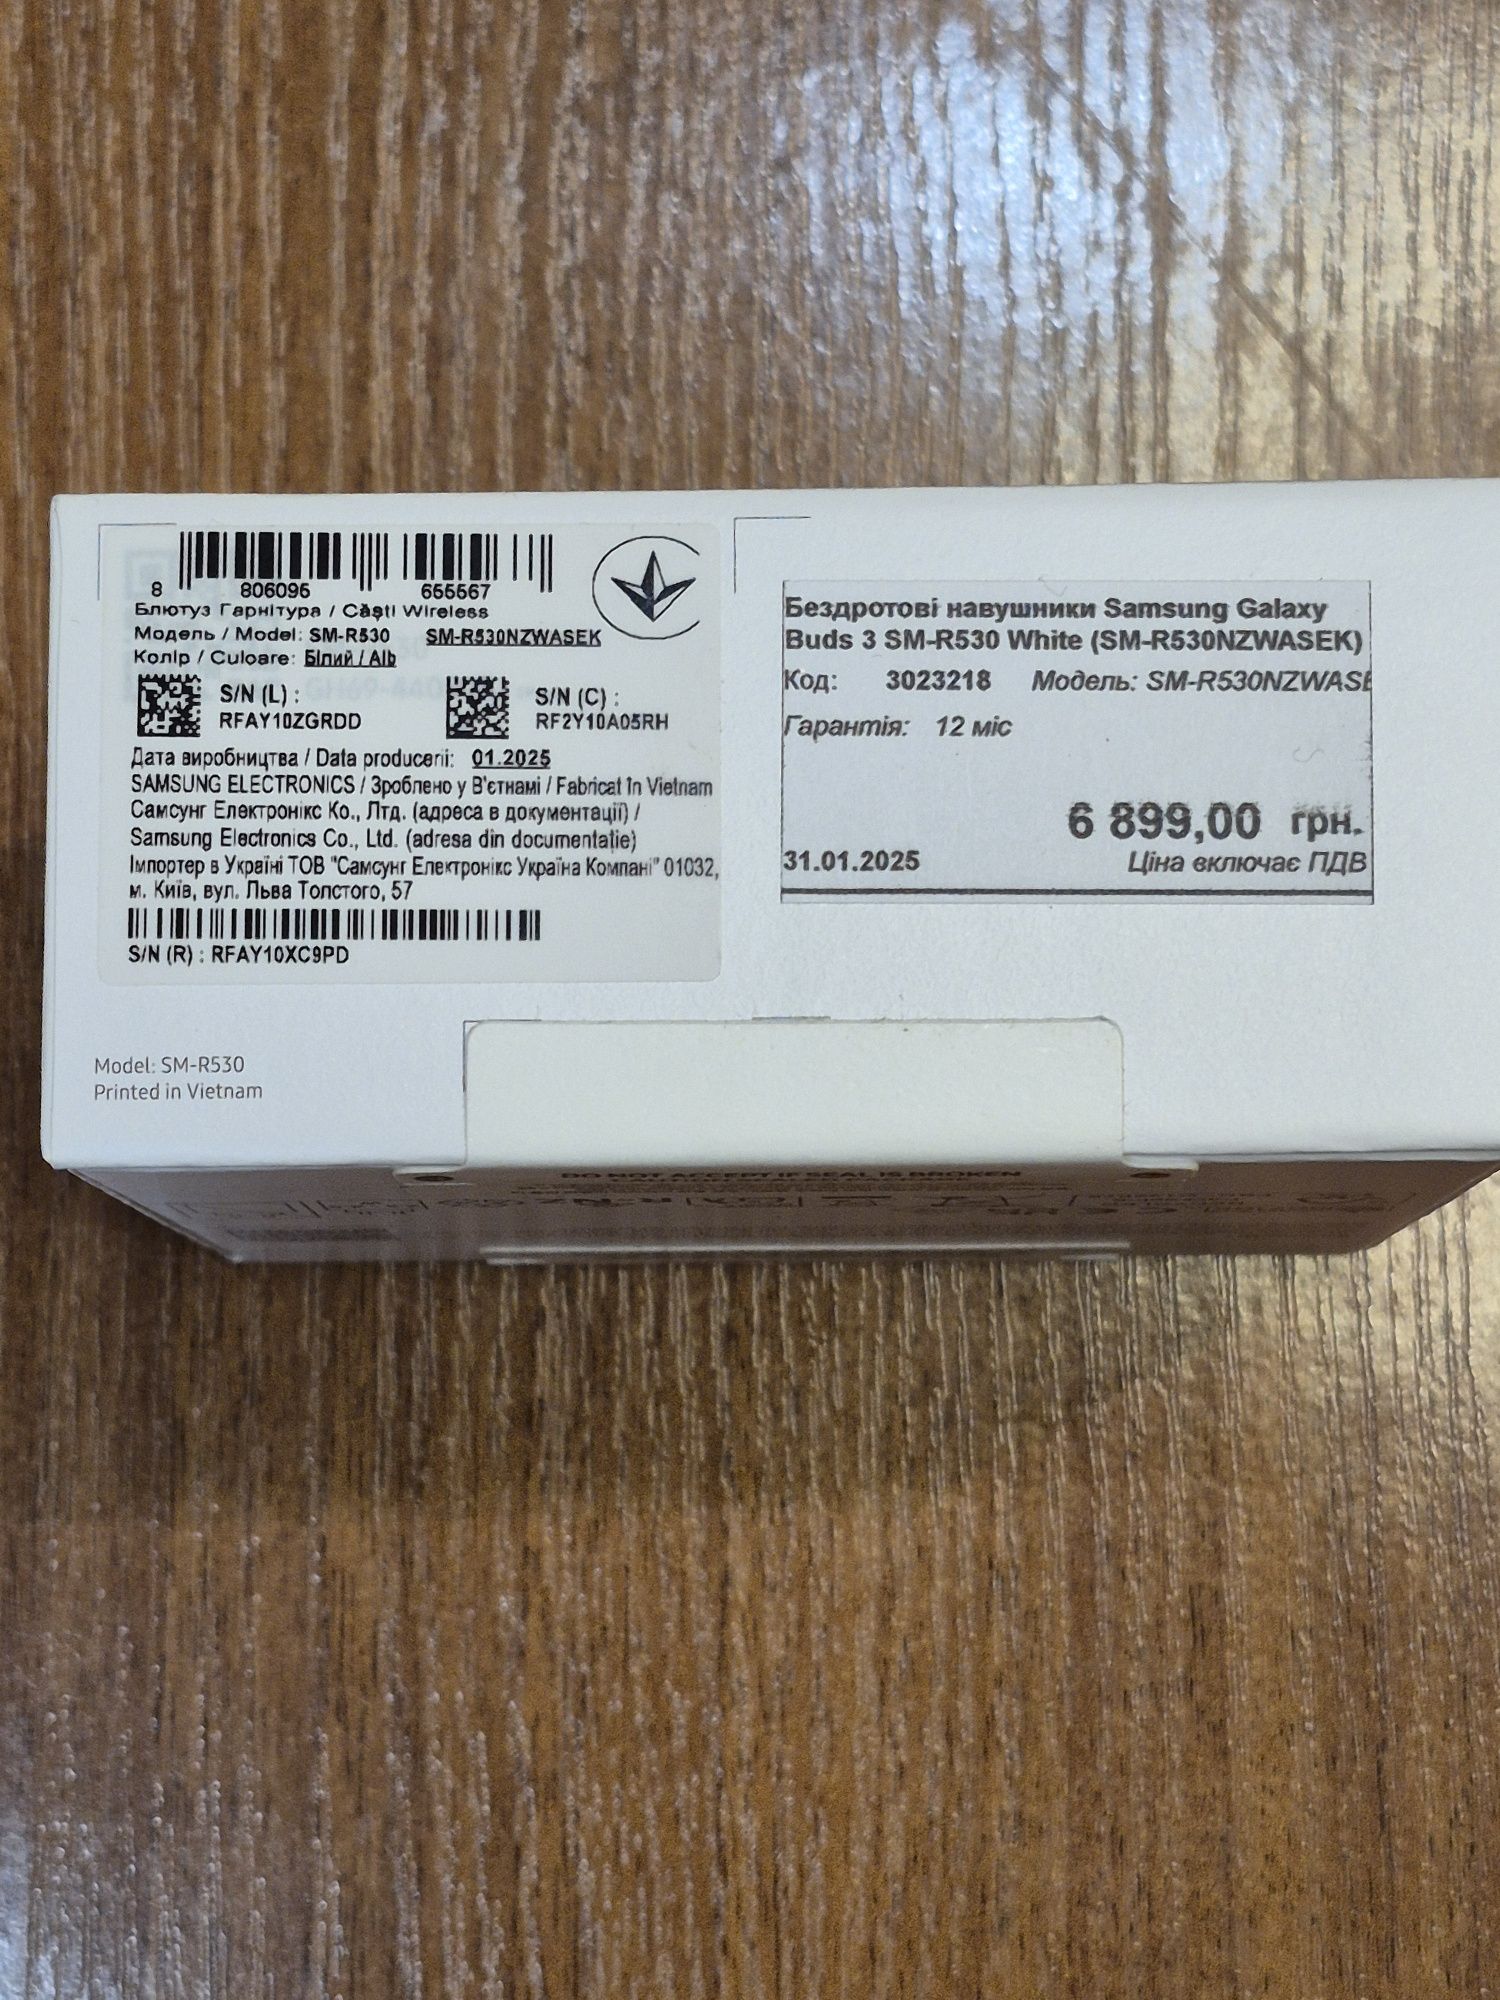 8 806095 655567
Блютуз Гарнітура / Căști Wireless
Модель / Model: SM-R530 SM-R530NZWASEK
Колір / Culoare: Білий / Alb
S/N (L) :
RFAY10ZGRDD
S/N (C) :
RF2Y10A05RH
Дата виробництва / Data producerii: 01.2025
SAMSUNG ELECTRONICS / Зроблено у В'єтнамі / Fabricat în Vietnam
Самсунг Електронікс Ко., Лтд. (адреса в документації) /
Samsung Electronics Co., Ltd. (adresa din documentație)
Імпортер в Україні ТОВ "Самсунг Електронікс Україна Компані" 01032,
м. Київ, вул. Льва Толстого, 57
S/N (R) : RFAY10XC9PD
Model: SM-R530
Printed in Vietnam
Бездротові навушники Samsung Galaxy
Buds 3 SM-R530 White (SM-R530NZWASEK)
Код: 3023218 Модель: SM-R530NZWASE
Гарантія: 12 міс
6 899,00 грн.
31.01.2025 Ціна включає ПДВ
DO NOT ACCEPT IF SEAL IS BROKEN